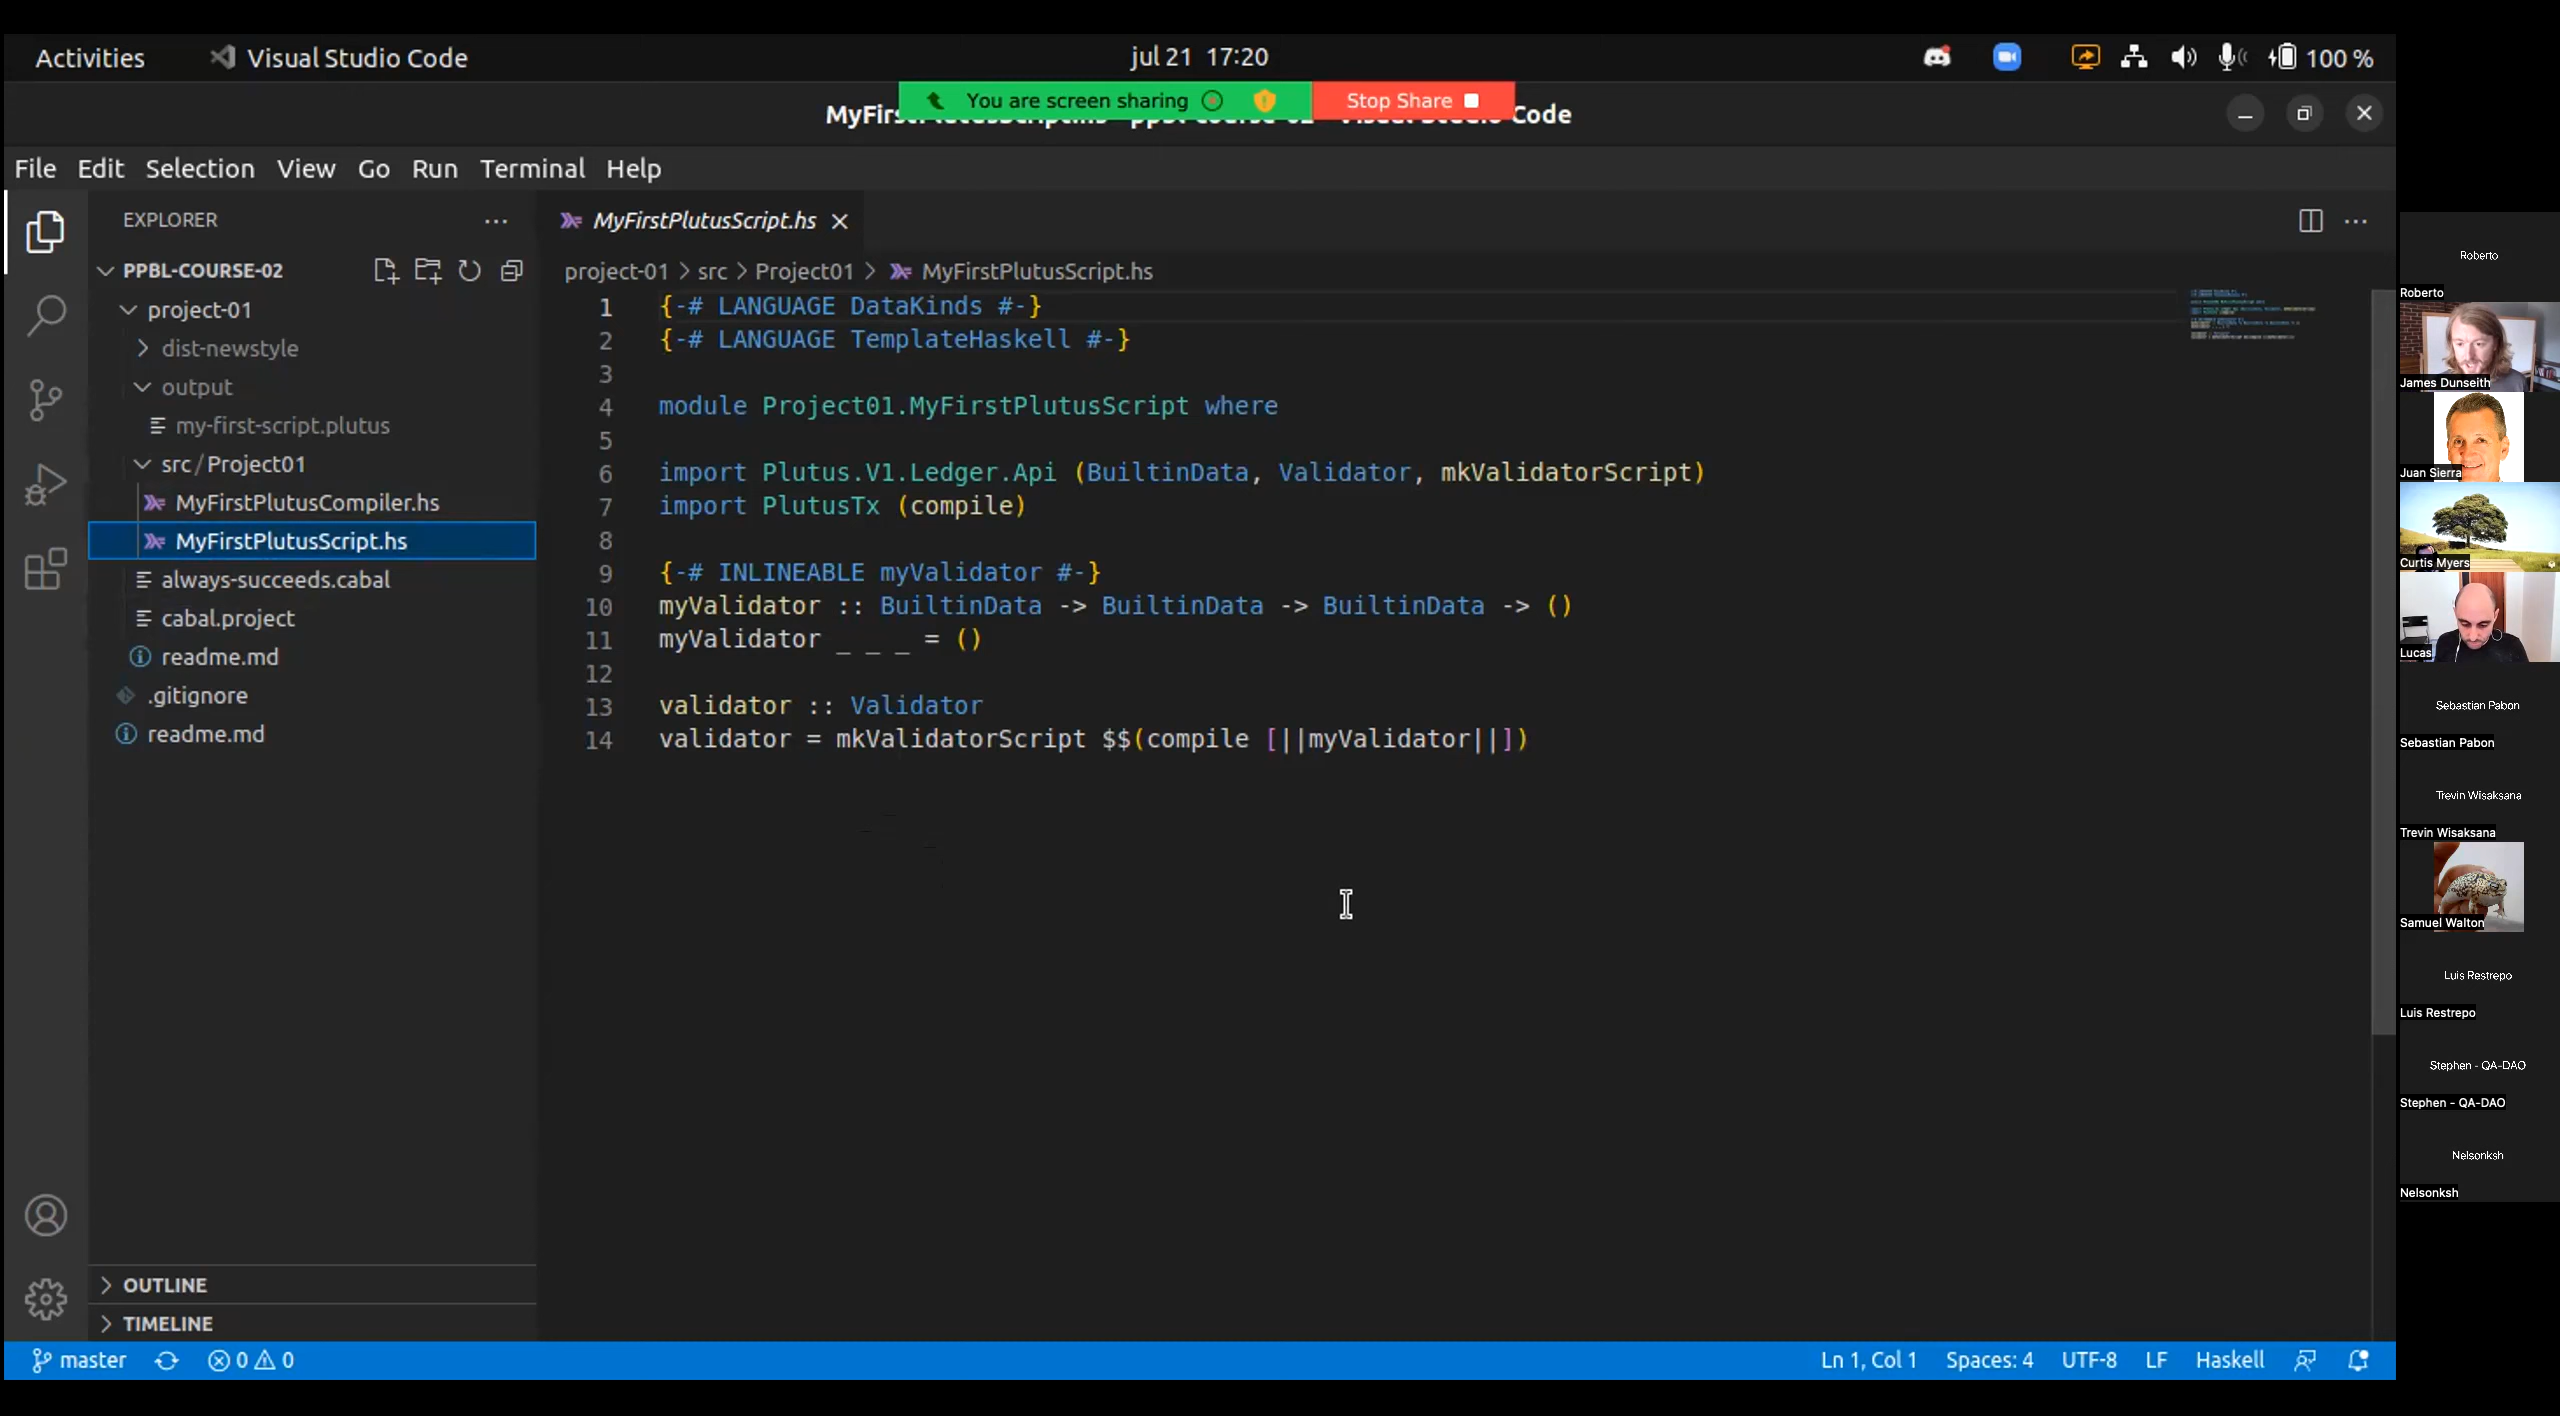 Activities
Visual Studio Code
jul 21 17:20
100 %
You are screen sharing
Stop Share
MyFirstPlutusScript.hs - ppbl-course-02 - Visual Studio Code
File Edit Selection View Go Run Terminal Help
EXPLORER
PPBL-COURSE-02
project-01
dist-newstyle
output
my-first-script.plutus
src/Project01
MyFirstPlutusCompiler.hs
MyFirstPlutusScript.hs
always-succeeds.cabal
cabal.project
readme.md
.gitignore
readme.md
OUTLINE
TIMELINE
MyFirstPlutusScript.hs
project-01 > src > Project01 > MyFirstPlutusScript.hs
1 {-# LANGUAGE DataKinds #-}
2 {-# LANGUAGE TemplateHaskell #-}
3
4 module Project01.MyFirstPlutusScript where
5
6 import Plutus.V1.Ledger.Api (BuiltinData, Validator, mkValidatorScript)
7 import PlutusTx (compile)
8
9 {-# INLINEABLE myValidator #-}
10 myValidator :: BuiltinData -> BuiltinData -> BuiltinData -> ()
11 myValidator _ _ _ = ()
12
13 validator :: Validator
14 validator = mkValidatorScript $$(compile [||myValidator||])
master
0 0
Ln 1, Col 1
Spaces: 4
UTF-8
LF
Haskell
Roberto
Roberto
James Dunseith
Juan Sierra
Curtis Myers
Lucas
Sebastian Pabon
Sebastian Pabon
Trevin Wisaksana
Trevin Wisaksana
Samuel Walton
Luis Restrepo
Luis Restrepo
Stephen - QA-DAO
Stephen - QA-DAO
Nelsonksh
Nelsonksh